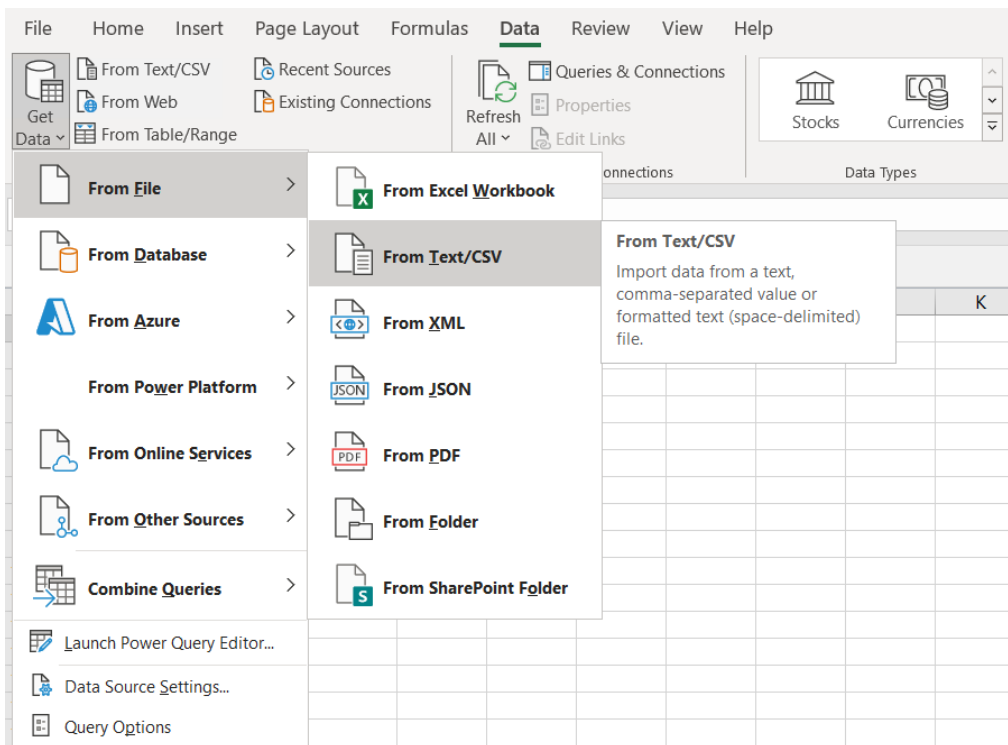 File Home Insert Page Layout Formulas Data Review View Help
From Text/CSV
Recent Sources
Queries & Connections
From Web
Existing Connections
Properties
Get
Data
From Table/Range
Refresh
All
Edit Links
Stocks
Currencies
onnections
Data Types
From File
From Database
From Azure
From Power Platform
From Online Services
From Other Sources
Combine Queries
Launch Power Query Editor...
Data Source Settings...
Query Options
From Excel Workbook
X
From Text/CSV
From XML
From JSON
JSON
From PDF
PDF
From Folder
From SharePoint Folder
S
From Text/CSV
Import data from a text,
comma-separated value or
formatted text (space-delimited)
file.
K